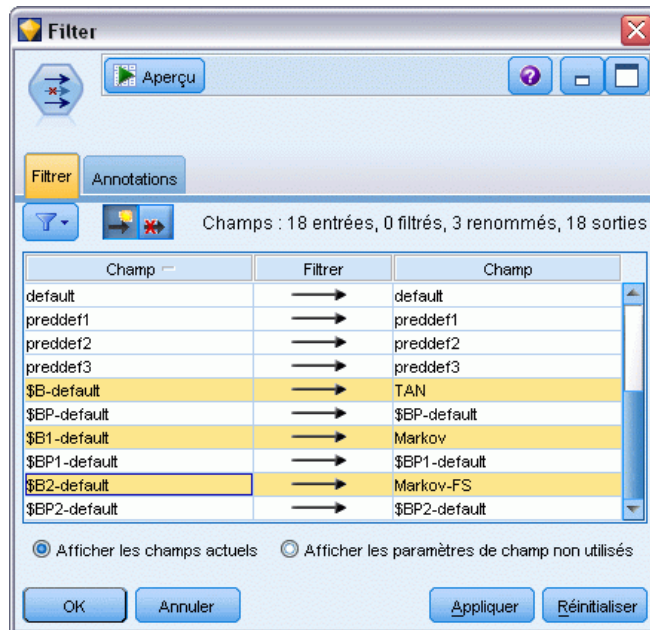 Filter
Aperçu
?
Filtrer
Annotations
Champs : 18 entrées, 0 filtrés, 3 renommés, 18 sorties
Champ Filtrer Champ
default default
preddef1 preddef1
preddef2 preddef2
preddef3 preddef3
$B-default TAN
$BP-default $BP-default
$B1-default Markov
$BP1-default $BP1-default
$B2-default Markov-FS
$BP2-default $BP2-default
Afficher les champs actuels Afficher les paramètres de champ non utilisés
OK Annuler Appliquer Réinitialiser